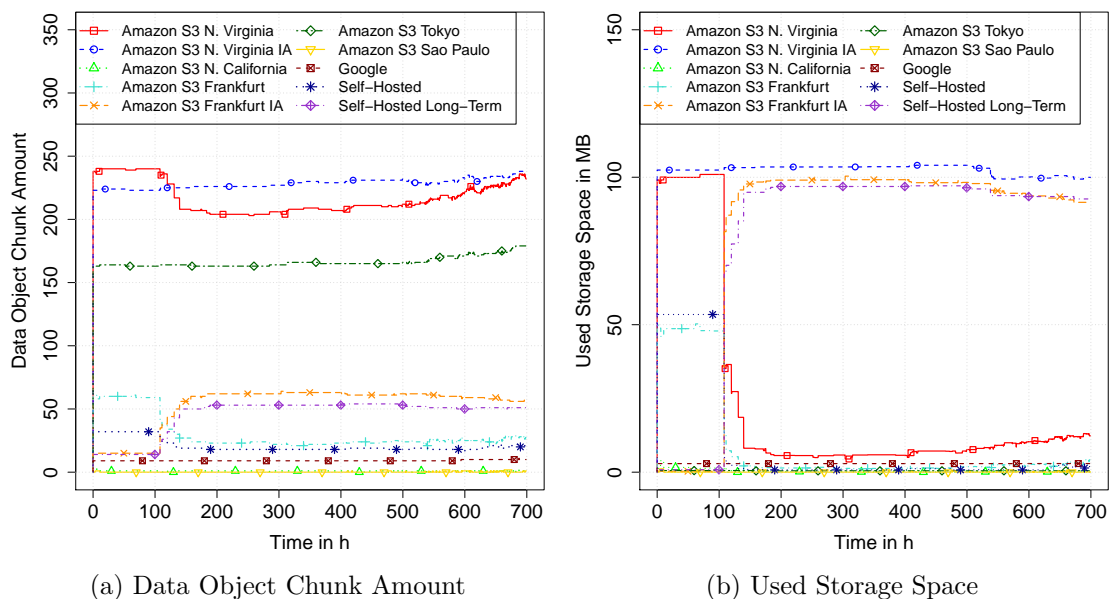 Amazon S3 N. Virginia
Amazon S3 N. Virginia IA
Amazon S3 N. California
Amazon S3 Frankfurt
Amazon S3 Frankfurt IA
Amazon S3 Tokyo
Amazon S3 Sao Paulo
Google
Self−Hosted
Self−Hosted Long−Term
Data Object Chunk Amount
350
300
250
200
150
100
50
0
0 100 200 300 400 500 600 700
Time in h
(a) Data Object Chunk Amount
Amazon S3 N. Virginia
Amazon S3 N. Virginia IA
Amazon S3 N. California
Amazon S3 Frankfurt
Amazon S3 Frankfurt IA
Amazon S3 Tokyo
Amazon S3 Sao Paulo
Google
Self−Hosted
Self−Hosted Long−Term
Used Storage Space in MB
150
100
50
0
0 100 200 300 400 500 600 700
Time in h
(b) Used Storage Space